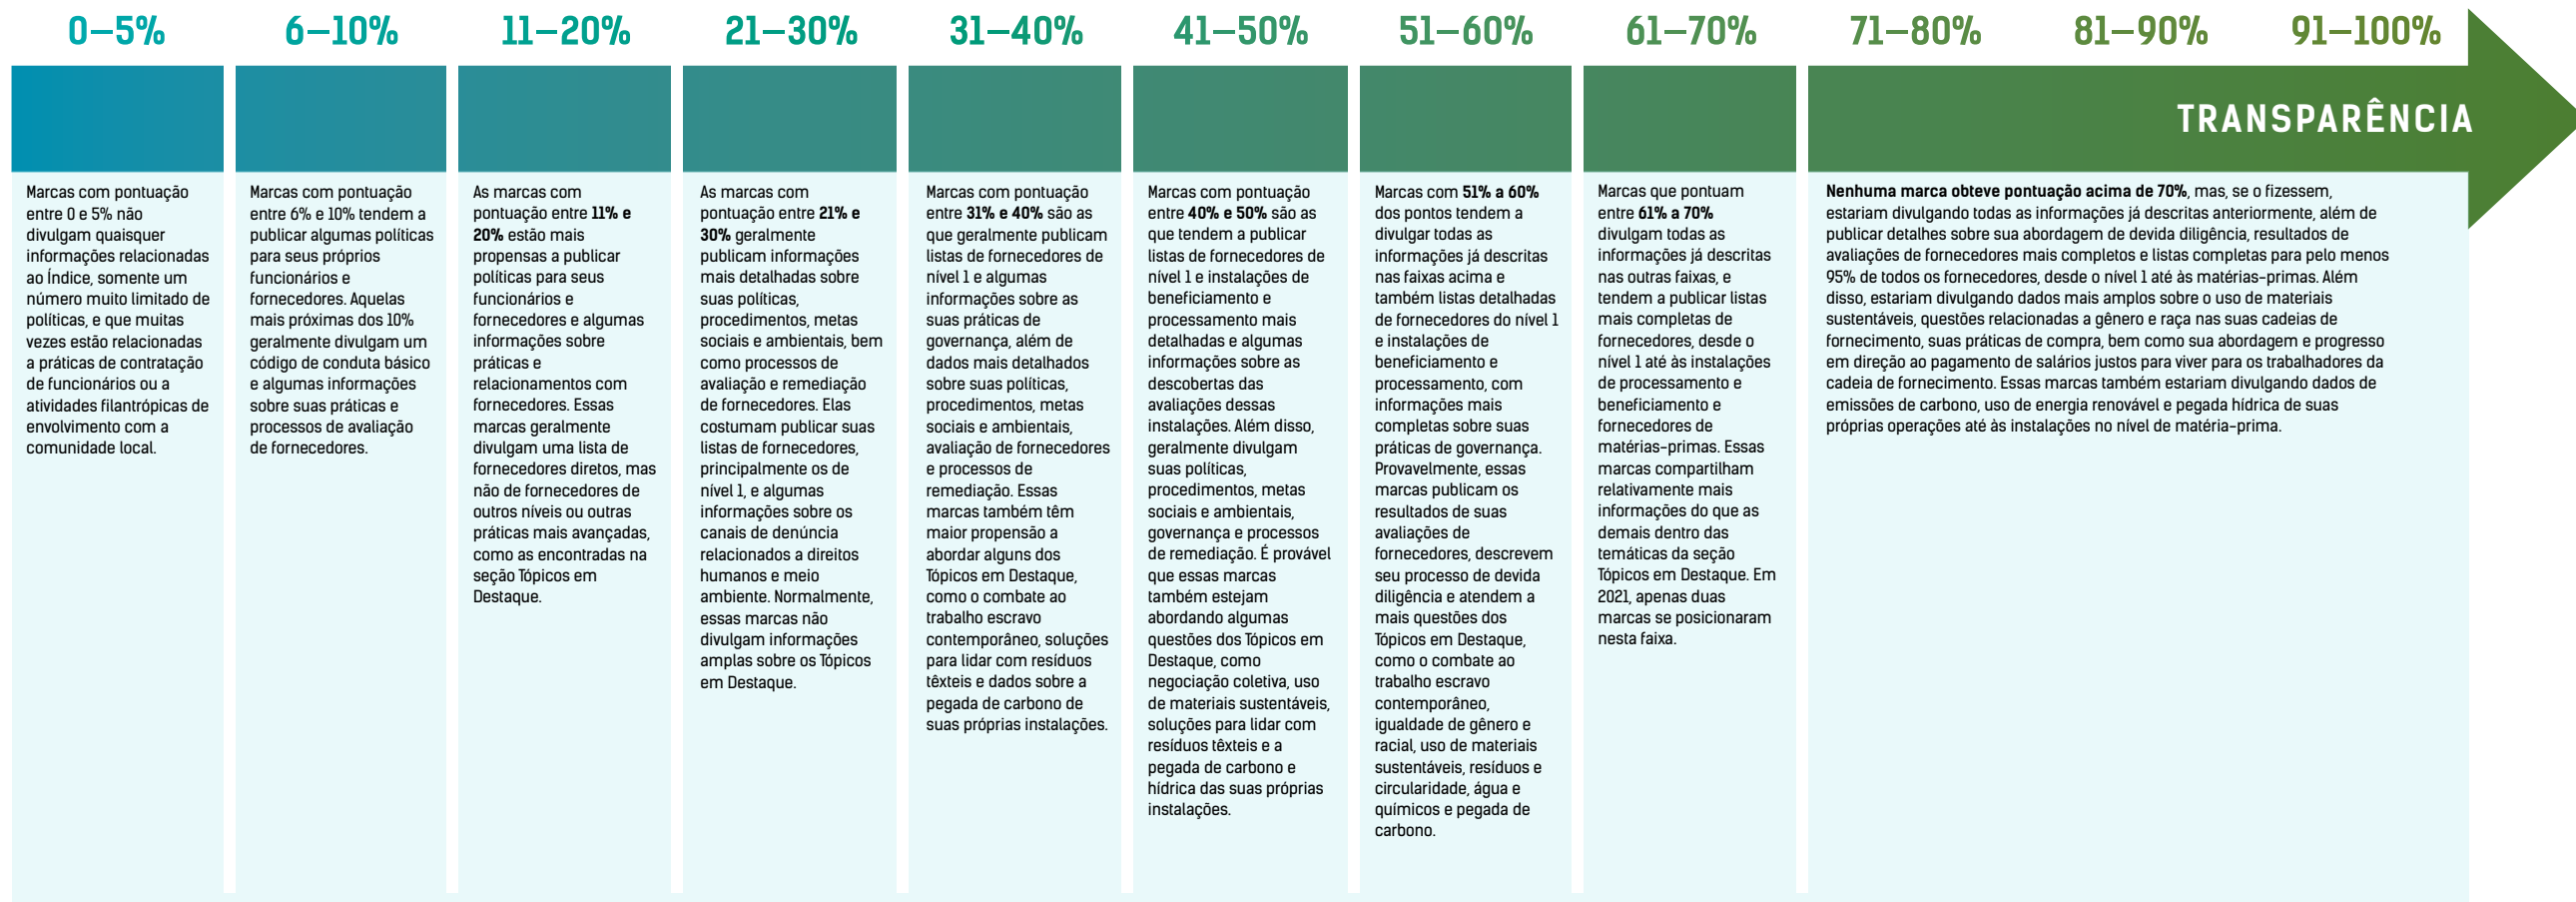 0–5%
6–10%
11–20%
21–30%
31–40%
41–50%
51–60%
61–70%
71–80%
81–90%
91–100%
TRANSPARÊNCIA
Marcas com pontuação
entre 0 e 5% não
divulgam quaisquer
informações relacionadas
ao Índice, somente um
número muito limitado de
políticas, e que muitas
vezes estão relacionadas
a práticas de contratação
de funcionários ou a
atividades filantrópicas de
envolvimento com a
comunidade local.
Marcas com pontuação
entre 6% e 10% tendem a
publicar algumas políticas
para seus próprios
funcionários e
fornecedores. Aquelas
mais próximas dos 10%
geralmente divulgam um
código de conduta básico
e algumas informações
sobre suas práticas e
processos de avaliação
de fornecedores.
As marcas com
pontuação entre 11% e
20% estão mais
propensas a publicar
políticas para seus
funcionários e
fornecedores e algumas
informações sobre
práticas e
relacionamentos com
fornecedores. Essas
marcas geralmente
divulgam uma lista de
fornecedores diretos, mas
não de fornecedores de
outros níveis ou outras
práticas mais avançadas,
como as encontradas na
seção Tópicos em
Destaque.
As marcas com
pontuação entre 21% e
30% geralmente
publicam informações
mais detalhadas sobre
suas políticas,
procedimentos, metas
sociais e ambientais, bem
como processos de
avaliação e remediação
de fornecedores. Elas
costumam publicar suas
listas de fornecedores,
principalmente os de
nível 1, e algumas
informações sobre os
canais de denúncia
relacionados a direitos
humanos e meio
ambiente. Normalmente,
essas marcas não
divulgam informações
amplas sobre os Tópicos
em Destaque.
Marcas com pontuação
entre 31% e 40% são as
que geralmente publicam
listas de fornecedores de
nível 1 e algumas
informações sobre as
suas práticas de
governança, além de
dados mais detalhados
sobre suas políticas,
procedimentos, metas
sociais e ambientais,
avaliação de fornecedores
e processos de
remediação. Essas
marcas também têm
maior propensão a
abordar alguns dos
Tópicos em Destaque,
como o combate ao
trabalho escravo
contemporâneo, soluções
para lidar com resíduos
têxteis e dados sobre a
pegada de carbono de
suas próprias instalações.
Marcas com pontuação
entre 40% e 50% são as
que tendem a publicar
listas de fornecedores de
nível 1 e instalações de
beneficiamento e
processamento mais
detalhadas e algumas
informações sobre as
descobertas das
avaliações dessas
instalações. Além disso,
geralmente divulgam
suas políticas,
procedimentos, metas
sociais e ambientais,
governança e processos
de remediação. É provável
que essas marcas
também estejam
abordando algumas
questões dos Tópicos em
Destaque, como
negociação coletiva, uso
de materiais sustentáveis,
soluções para lidar com
resíduos têxteis e a
pegada de carbono e
hídrica das suas próprias
instalações.
Marcas com 51% a 60%
dos pontos tendem a
divulgar todas as
informações já descritas
nas faixas acima e
também listas detalhadas
de fornecedores do nível 1
e instalações de
beneficiamento e
processamento, com
informações mais
completas sobre suas
práticas de governança.
Provavelmente, essas
marcas publicam os
resultados de suas
avaliações de
fornecedores, descrevem
seu processo de devida
diligência e atendem a
mais questões dos
Tópicos em Destaque,
como o combate ao
trabalho escravo
contemporâneo,
igualdade de gênero e
racial, uso de materiais
sustentáveis, resíduos e
circularidade, água e
químicos e pegada de
carbono.
Marcas que pontuam
entre 61% a 70%
divulgam todas as
informações já descritas
nas outras faixas, e
tendem a publicar listas
mais completas de
fornecedores, desde o
nível 1 até às instalações
de processamento e
beneficiamento e
fornecedores de
matérias-primas. Essas
marcas compartilham
relativamente mais
informações do que as
demais dentro das
temáticas da seção
Tópicos em Destaque. Em
2021, apenas duas
marcas se posicionaram
nesta faixa.
Nenhuma marca obteve pontuação acima de 70%, mas, se o fizessem,
estariam divulgando todas as informações já descritas anteriormente, além de
publicar detalhes sobre sua abordagem de devida diligência, resultados de
avaliações de fornecedores mais completos e listas completas para pelo menos
95% de todos os fornecedores, desde o nível 1 até às matérias-primas. Além
disso, estariam divulgando dados mais amplos sobre o uso de materiais
sustentáveis, questões relacionadas a gênero e raça nas suas cadeias de
fornecimento, suas práticas de compra, bem como sua abordagem e progresso
em direção ao pagamento de salários justos para viver para os trabalhadores da
cadeia de fornecimento. Essas marcas também estariam divulgando dados de
emissões de carbono, uso de energia renovável e pegada hídrica de suas
próprias operações até às instalações no nível de matéria-prima.